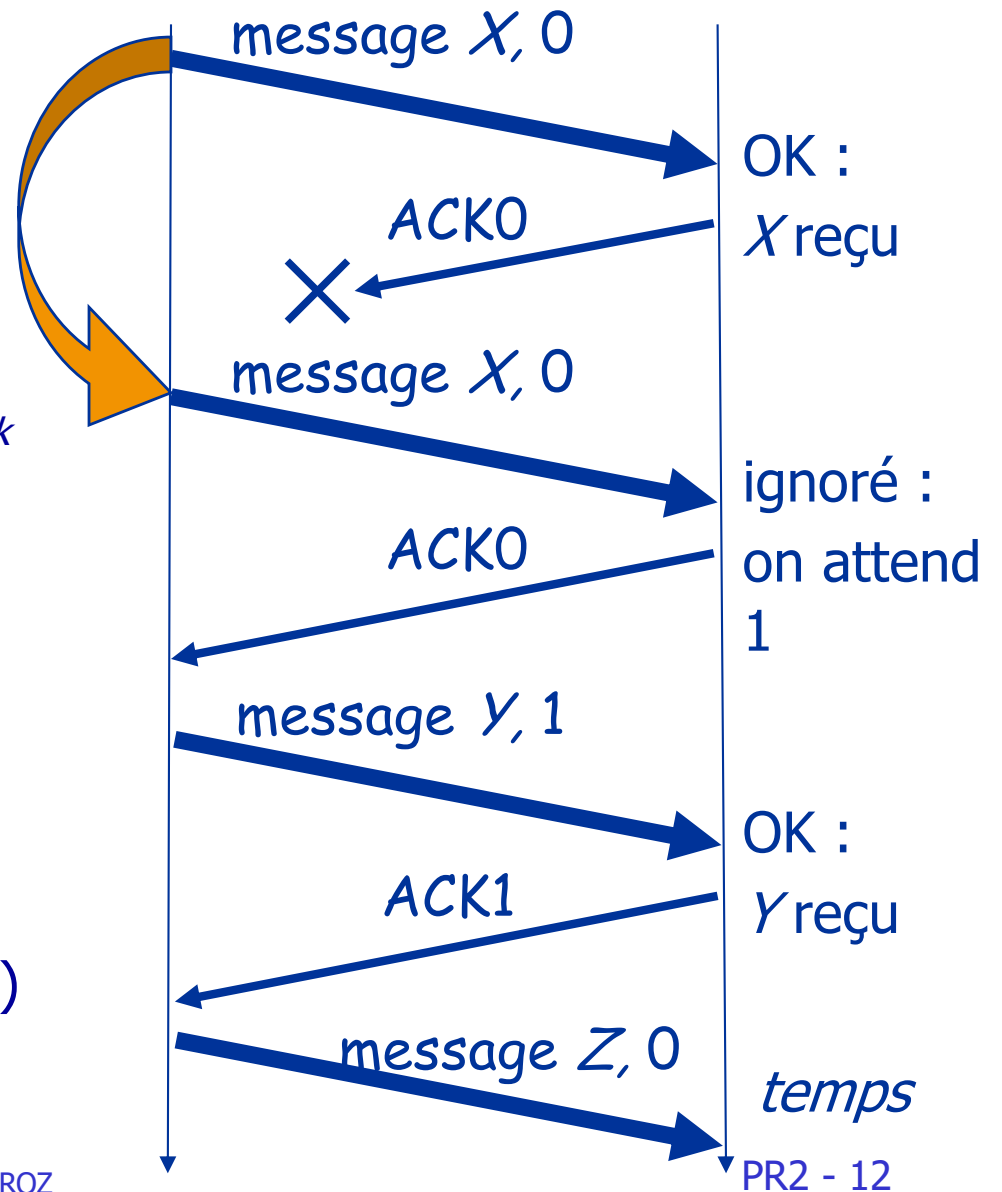 message X, 0
OK :
ACK0
X reçu
message X, 0
k
ignoré :
ACK0
on attend
1
message Y, 1
OK :
ACK1
Y reçu
)
message Z, 0
temps
ROZ
PR2 - 12